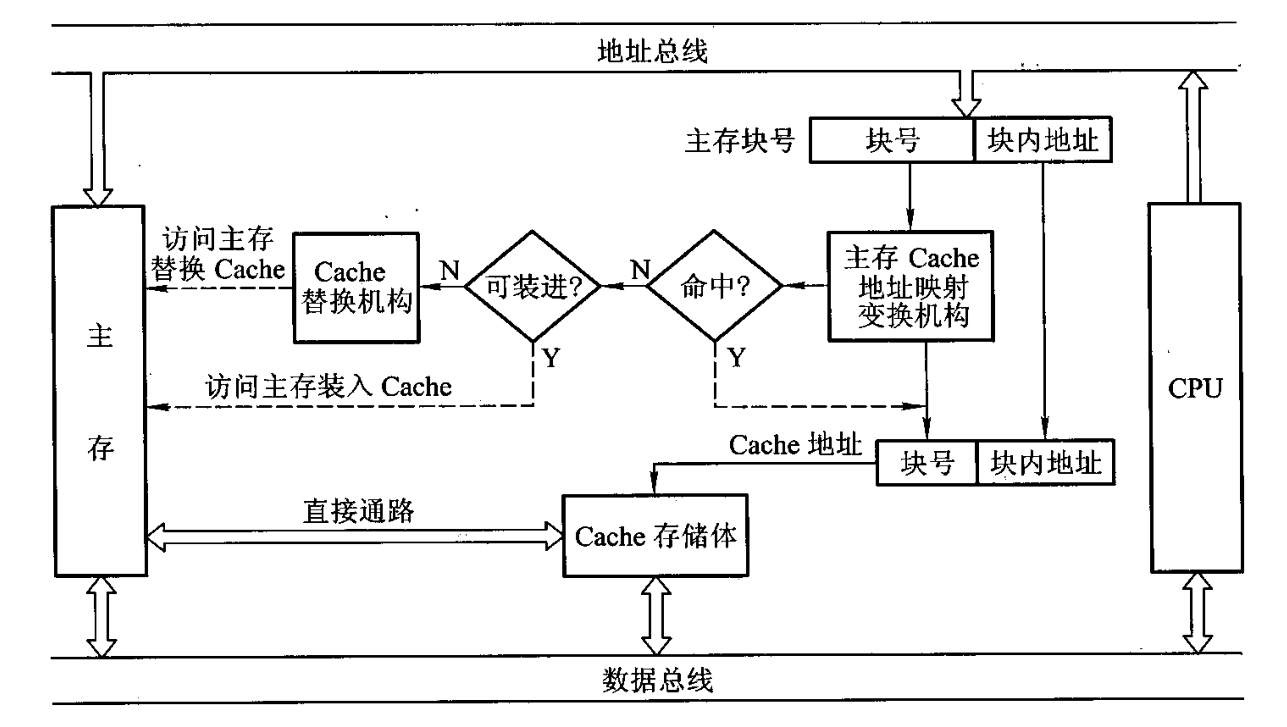 地址总线
主存块号
块号
块内地址
访问主存
替换 Cache
Cache
替换机构
N
可装进?
N
命中?
主存 Cache
地址映射
变换机构
主
存
Y
Y
访问主存装入 Cache
CPU
Cache 地址
块号
块内地址
直接通路
Cache 存储体
数据总线